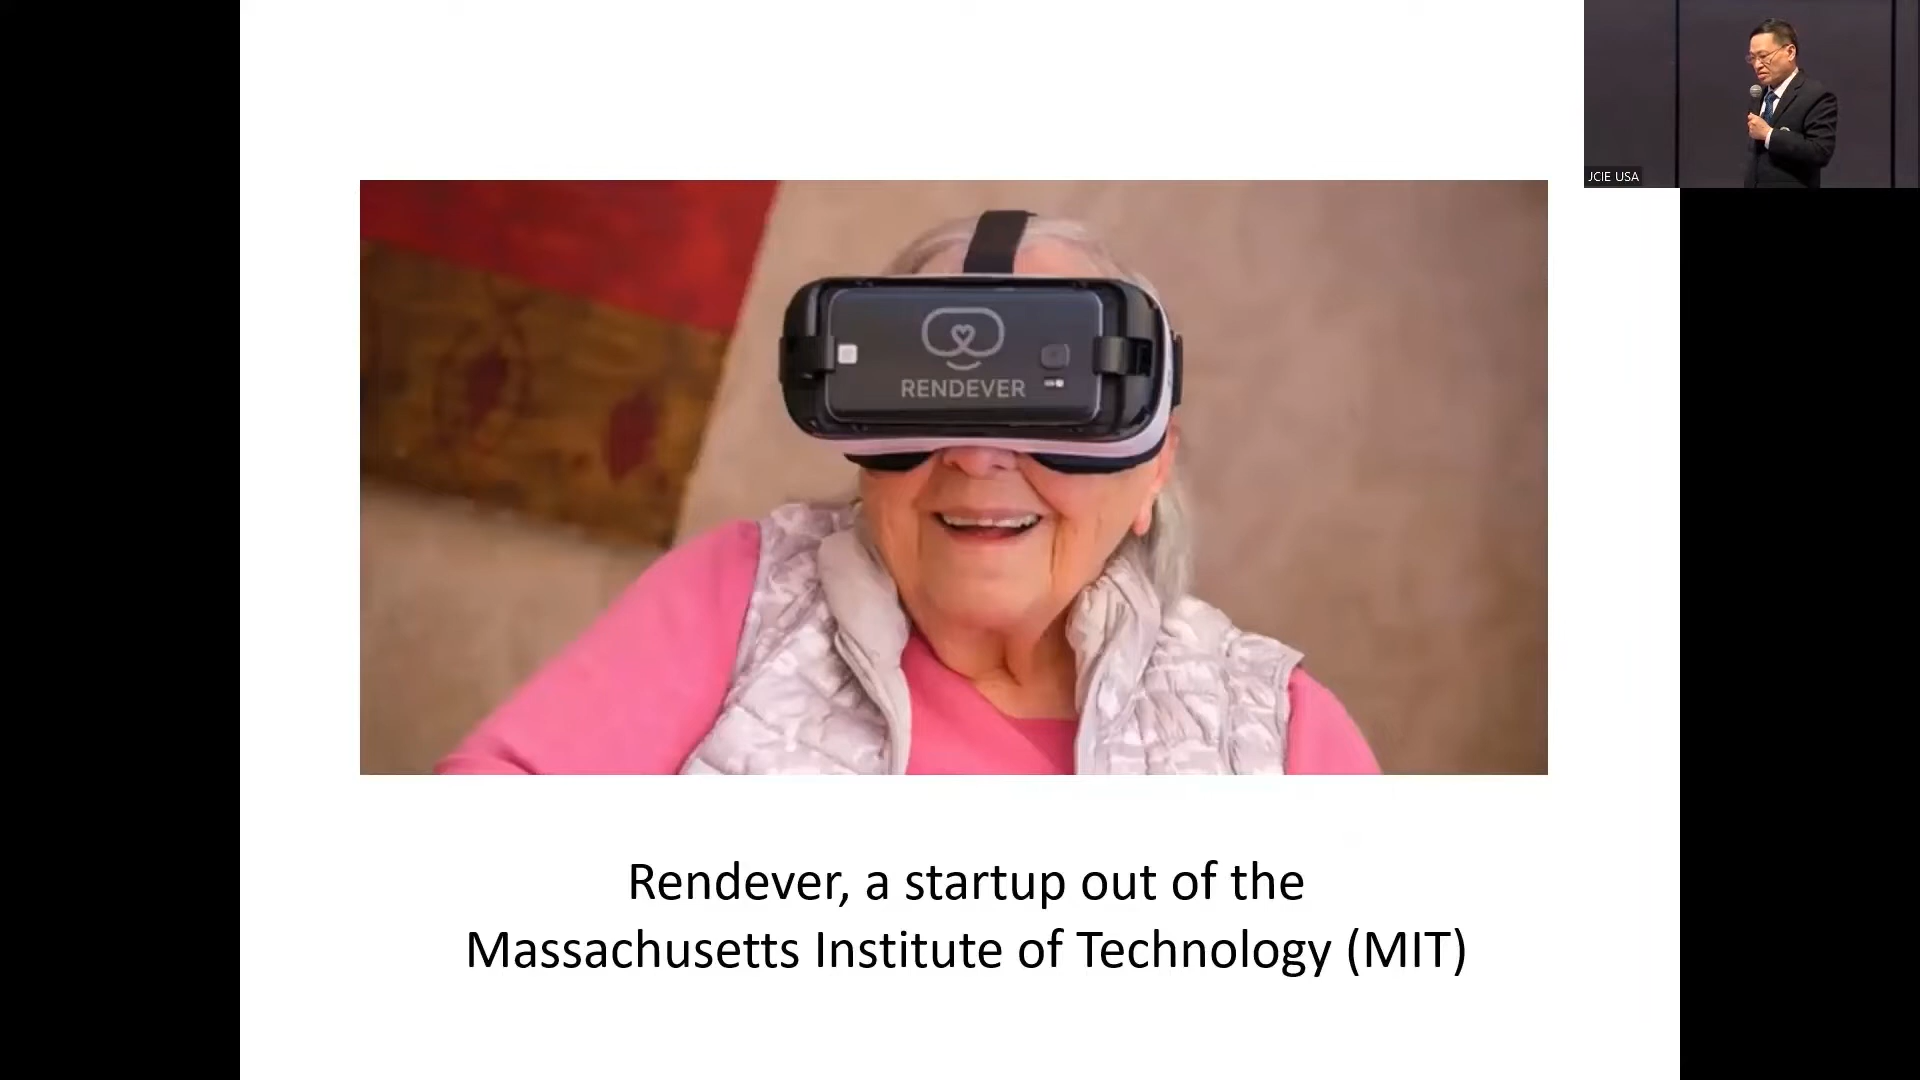 JCIE USA
RENDEVER
Rendever, a startup out of the
Massachusetts Institute of Technology (MIT)